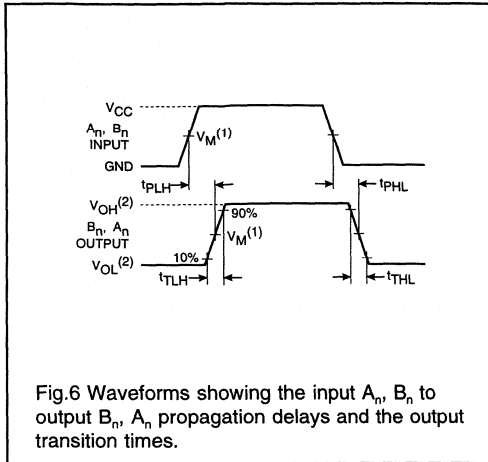 VCC
An, Bn
INPUT
VM(1)
GND
tPLH
tPHL
VOH(2)
90%
Bn, An
OUTPUT
VM(1)
10%
VOL(2)
tTLH
tTHL
Fig.6 Waveforms showing the input An, Bn to
output Bn, An propagation delays and the output
transition times.